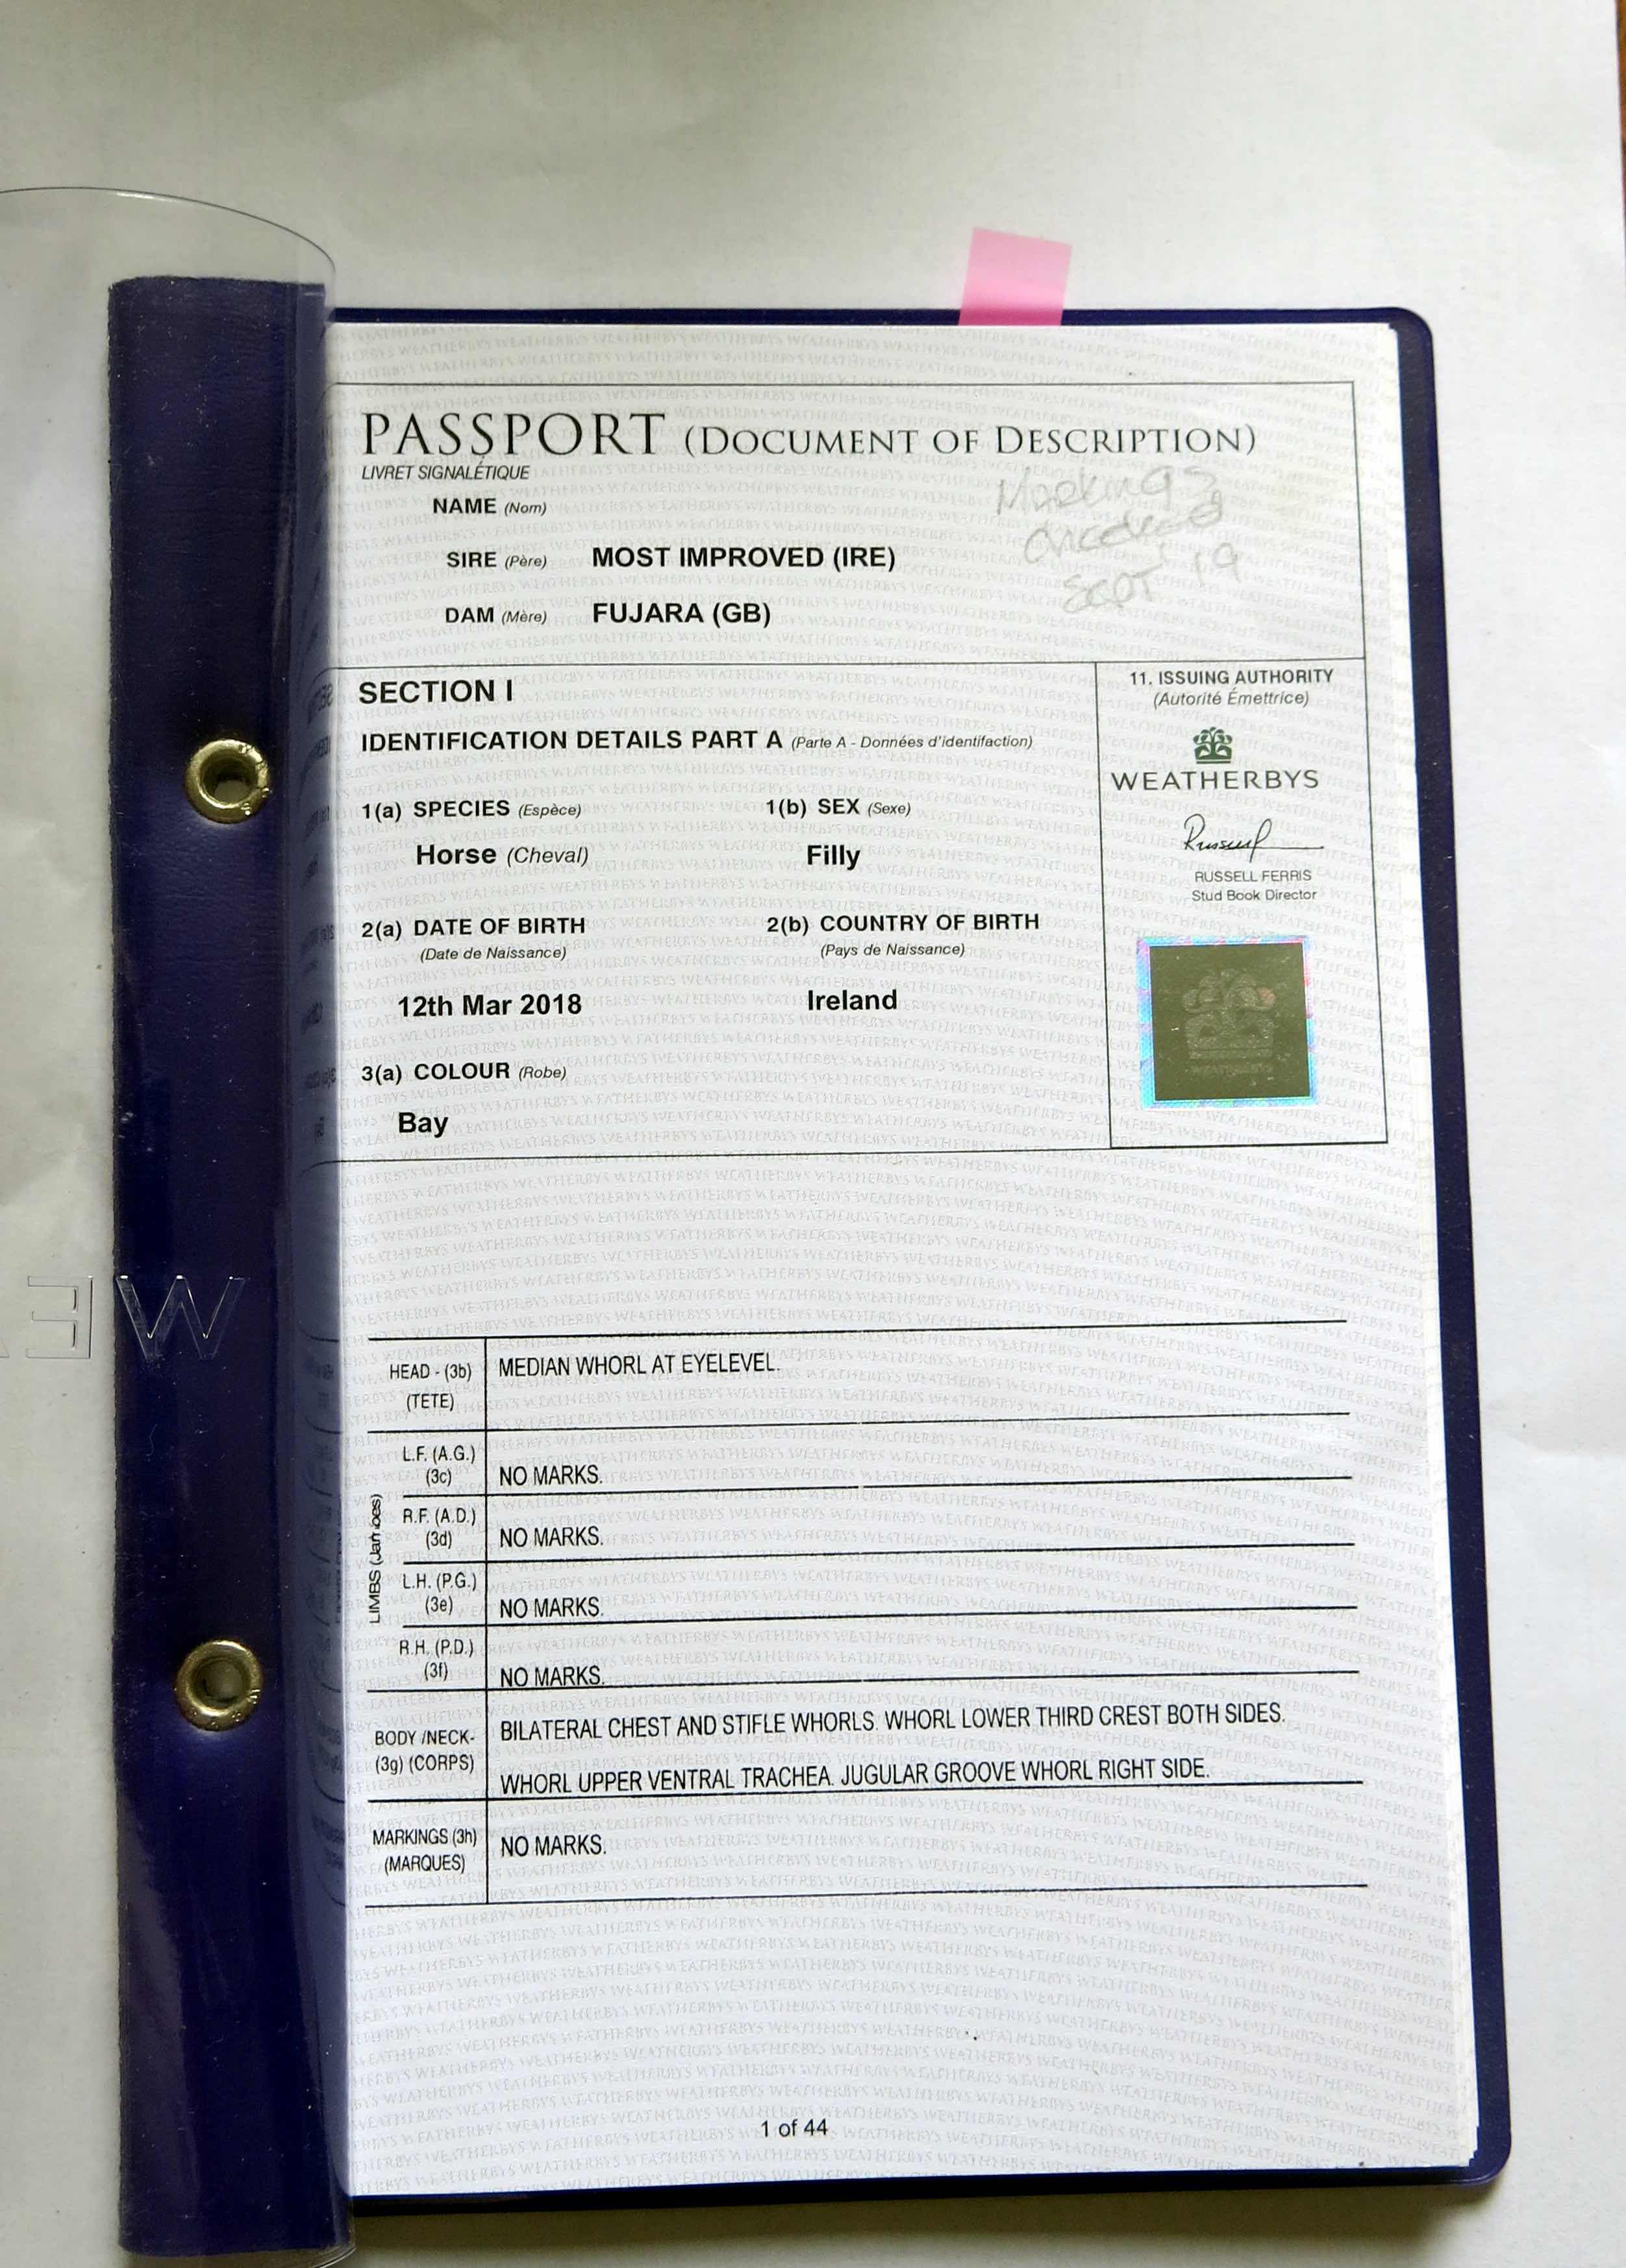 PASSPORT (DOCUMENT OF DESCRIPTION)
LIVRET SIGNALÉTIQUE
NAME (Nom)
SIRE (Père) MOST IMPROVED (IRE)
DAM (Mère) FUJARA (GB)
Markings
Checked
Sept 19
SECTION I
IDENTIFICATION DETAILS PART A (Parte A - Données d'identifaction)
1(a) SPECIES (Espèce) 1(b) SEX (Sexe)
Horse (Cheval) Filly
2(a) DATE OF BIRTH 2(b) COUNTRY OF BIRTH
(Date de Naissance) (Pays de Naissance)
12th Mar 2018 Ireland
3(a) COLOUR (Robe)
Bay
11. ISSUING AUTHORITY
(Autorité Émettrice)
WEATHERBYS
RUSSELL FERRIS
Stud Book Director
HEAD - (3b) MEDIAN WHORL AT EYELEVEL.
(TETE)
LIMBS (Jambes)
L.F. (A.G.)
(3c) NO MARKS.
R.F. (A.D.)
(3d) NO MARKS.
L.H. (P.G.)
(3e) NO MARKS.
R.H. (P.D.)
(3f) NO MARKS.
BODY /NECK- BILATERAL CHEST AND STIFLE WHORLS. WHORL LOWER THIRD CREST BOTH SIDES.
(3g) (CORPS) WHORL UPPER VENTRAL TRACHEA. JUGULAR GROOVE WHORL RIGHT SIDE.
MARKINGS (3h) NO MARKS.
(MARQUES)
1 of 44